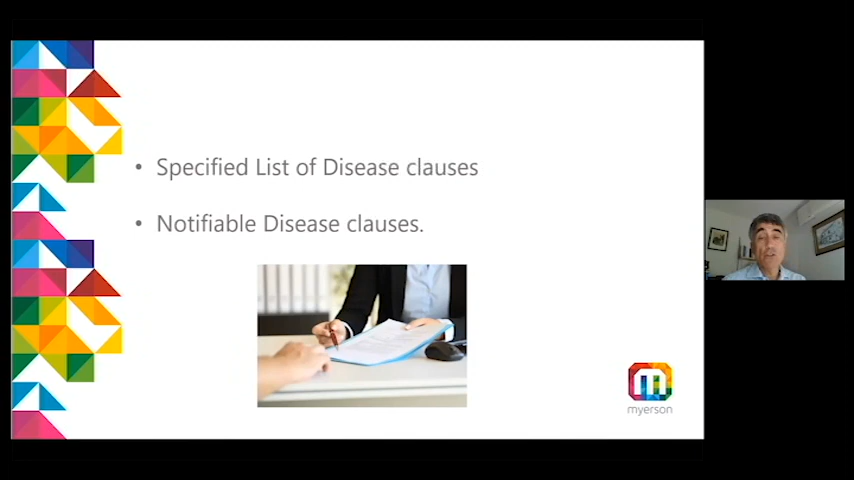 • Specified List of Disease clauses
• Notifiable Disease clauses.
myerson